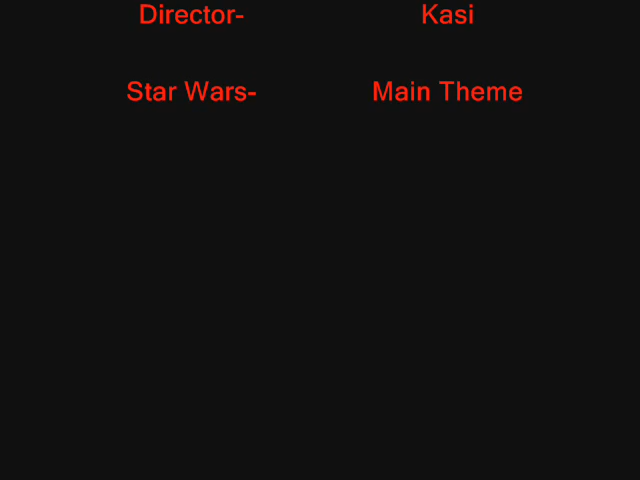 Director- Kasi
Star Wars- Main Theme